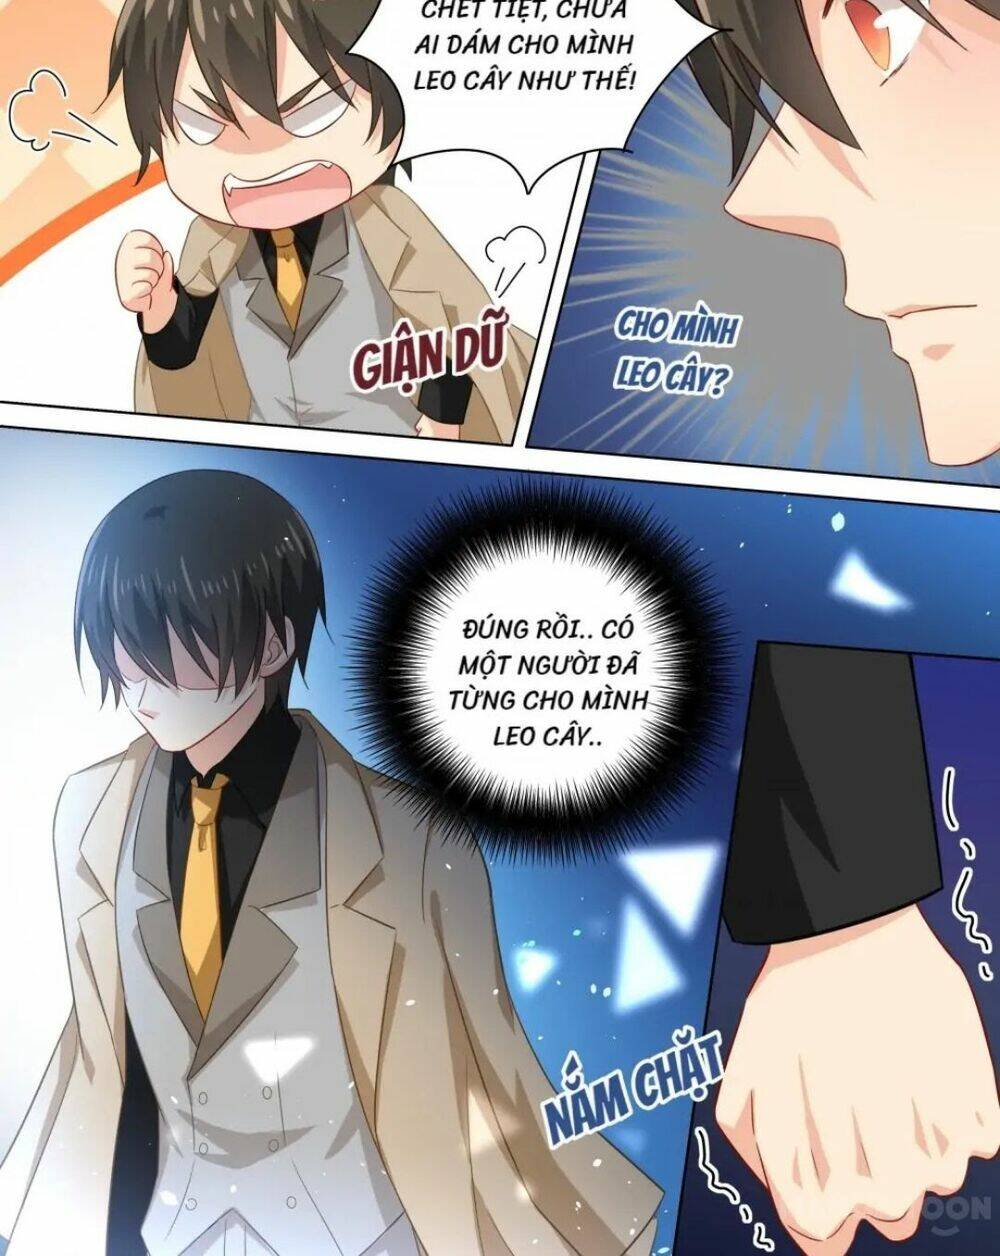 CHẾT TIỆT, CHƯA
AI DÁM CHO MÌNH
LEO CÂY NHƯ THẾ!
GIẬN DỮ
CHO MÌNH
LEO CÂY?
ĐÚNG RỒI.. CÓ
MỘT NGƯỜI ĐÃ
TỪNG CHO MÌNH
LEO CÂY..
NẮM CHẶT